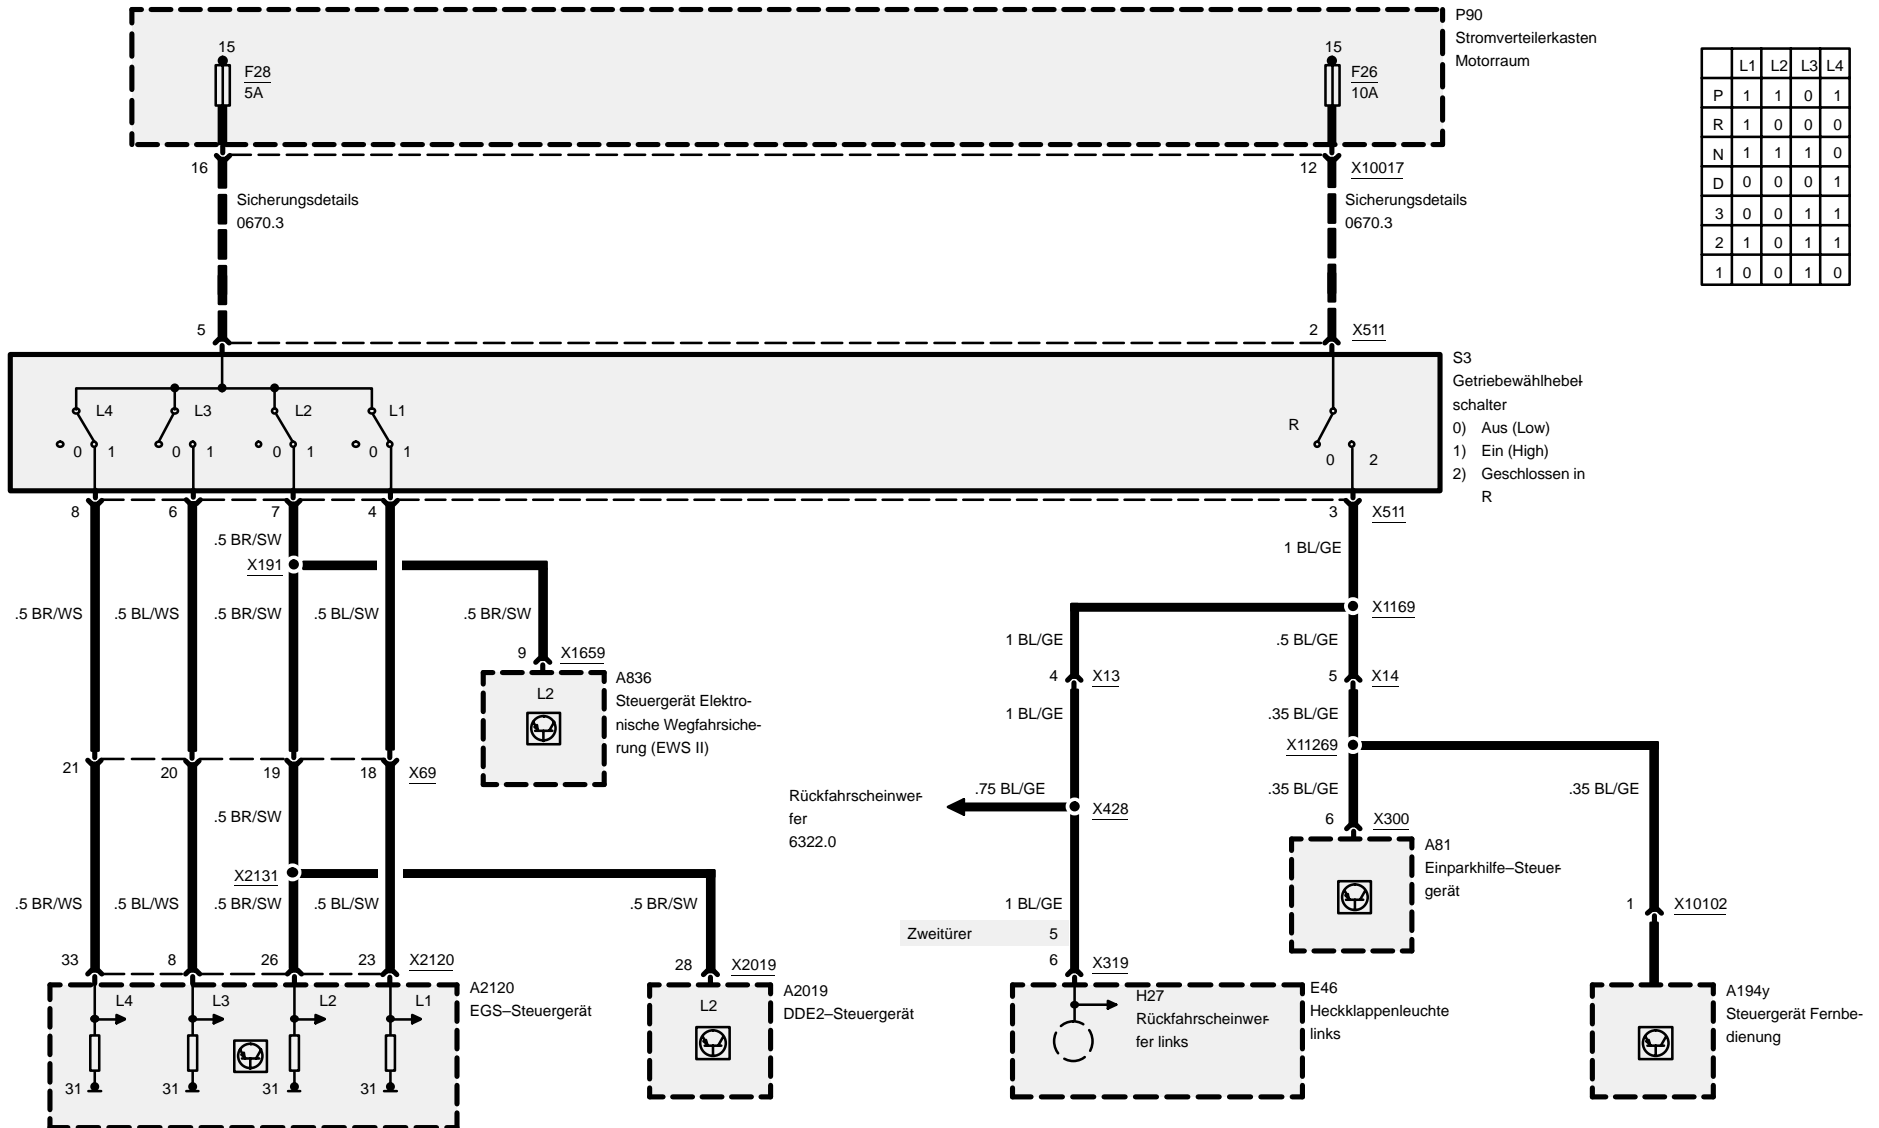 P90
Stromverteilerkasten
Motorraum
15
F28
5A
15
F26
10A
L1 L2 L3 L4
P 1 1 0 1
R 1 0 0 0
N 1 1 1 0
D 0 0 0 1
3 0 0 1 1
2 1 0 1 1
1 0 0 1 0
16
12 X10017
Sicherungsdetails
0670.3
Sicherungsdetails
0670.3
5
2 X511
S3
Getriebewählhebel-
schalter
0) Aus (Low)
1) Ein (High)
2) Geschlossen in
R
L4 L3 L2 L1
R
0 1 0 1 0 1 0 1
0 2
8 6 7 4
3 X511
.5 BR/SW
1 BL/GE
X191
X1169
.5 BR/WS .5 BL/WS .5 BR/SW .5 BL/SW .5 BR/SW
1 BL/GE .5 BL/GE
9 X1659
4 X13
5 X14
A836
Steuergerät Elektro-
nische Wegfahrsiche-
rung (EWS II)
L2
1 BL/GE .35 BL/GE
X11269
21 20 19 18 X69
.75 BL/GE .35 BL/GE .35 BL/GE
Rückfahrscheinwer-
fer
6322.0
X428
6 X300
.5 BR/SW
A81
Einparkhilfe–Steuer-
gerät
X2131
.5 BR/WS .5 BL/WS .5 BR/SW .5 BL/SW .5 BR/SW
1 BL/GE
1 X10102
Zweitürer 5
33 8 26 23 X2120
28 X2019
6 X319
A2120
EGS–Steuergerät
L4 L3 L2 L1
31 31 31 31
L2
A2019
DDE2–Steuergerät
H27
Rückfahrscheinwer-
fer links
E46
Heckklappenleuchte
links
A194y
Steuergerät Fernbe-
dienung